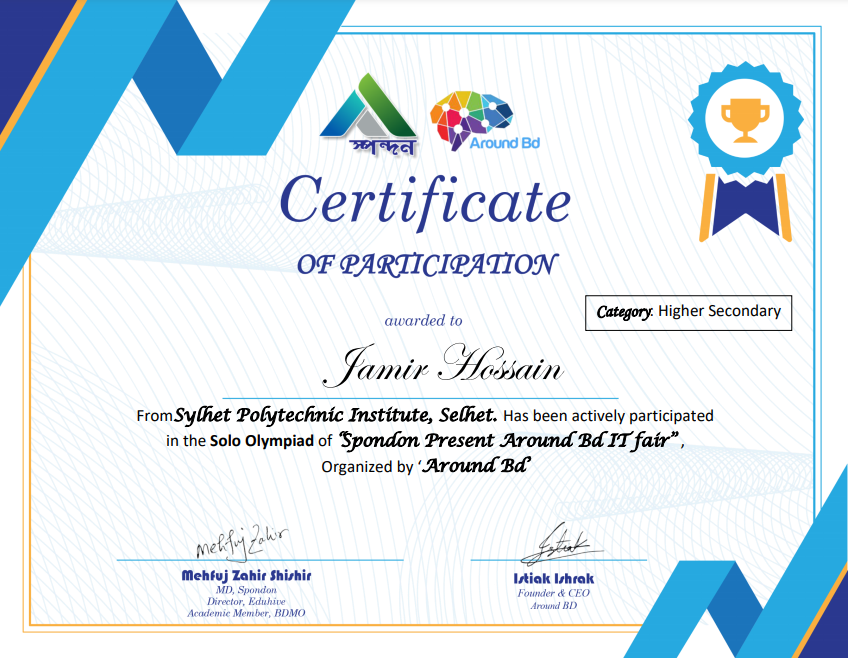 স্পন্দন
Around Bd
Certificate
OF PARTICIPATION
awarded to
Category: Higher Secondary
Jamir Hossain
From Sylhet Polytechnic Institute, Selhet. Has been actively participated
in the Solo Olympiad of “Spondon Present Around Bd IT fair” ,
Organized by ‘Around Bd’
Mehfuj Zahir
Istiak
Mehfuj Zahir Shishir
MD, Spondon
Director, Eduhive
Academic Member, BDMO
Istiak Ishrak
Founder & CEO
Around BD